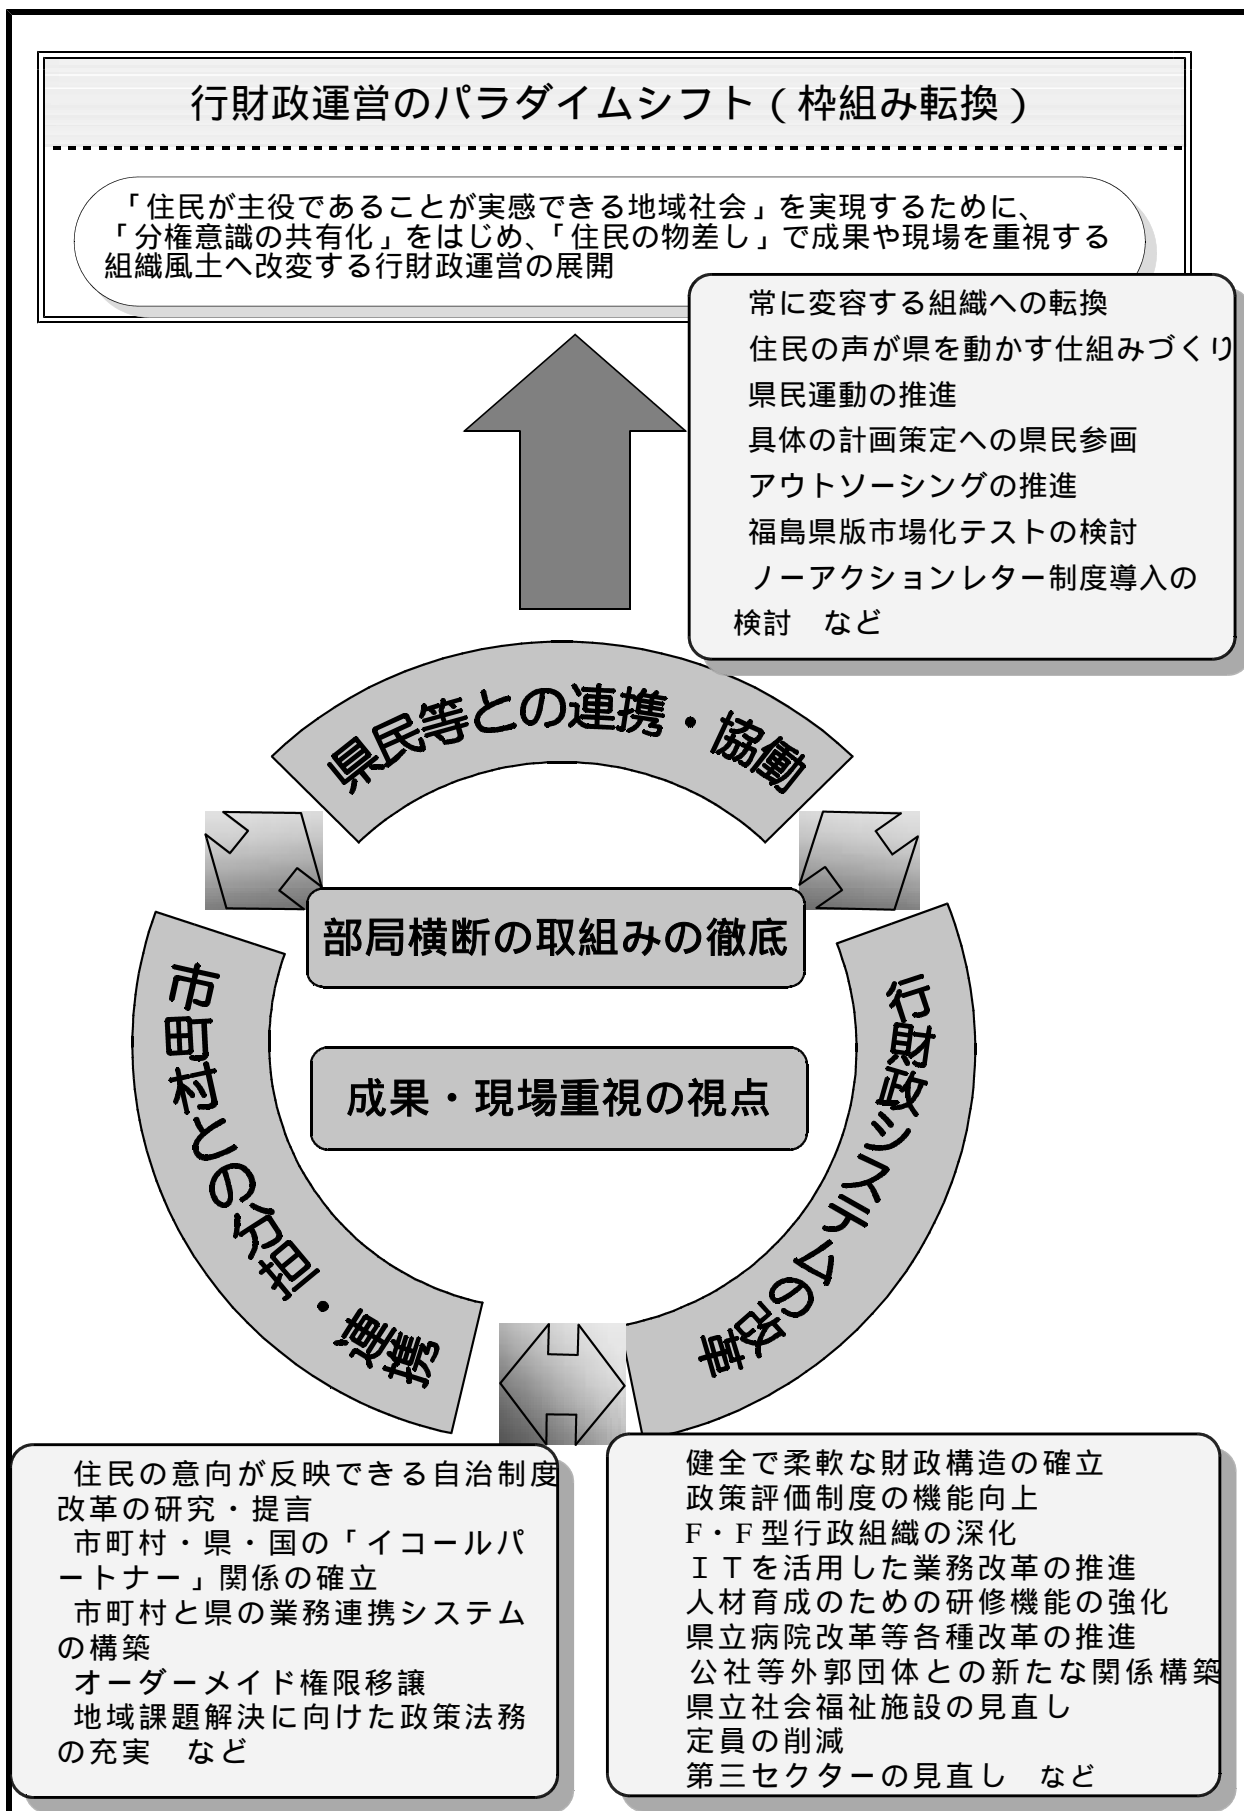 行財政運営のパラダイムシフト（枠組み転換）
「住民が主役であることが実感できる地域社会」を実現するために、
「分権意識の共有化」をはじめ、「住民の物差し」で成果や現場を重視する
組織風土へ改変する行財政運営の展開
常に変容する組織への転換
住民の声が県を動かす仕組みづくり
県民運動の推進
具体の計画策定への県民参画
アウトソーシングの推進
福島県版市場化テストの検討
ノーアクションレター制度導入の
検討　など
県民等との連携・協働
部局横断の取組みの徹底
成果・現場重視の視点
市町村との分担・連携
行財政システムの改革
住民の意向が反映できる自治制度
改革の研究・提言
市町村・県・国の「イコールパ
ートナー」関係の確立
市町村と県の業務連携システム
の構築
オーダーメイド権限移譲
地域課題解決に向けた政策法務
の充実　など
健全で柔軟な財政構造の確立
政策評価制度の機能向上
F・F型行政組織の深化
ＩＴを活用した業務改革の推進
人材育成のための研修機能の強化
県立病院改革等各種改革の推進
公社等外郭団体との新たな関係構築
県立社会福祉施設の見直し
定員の削減
第三セクターの見直し　など